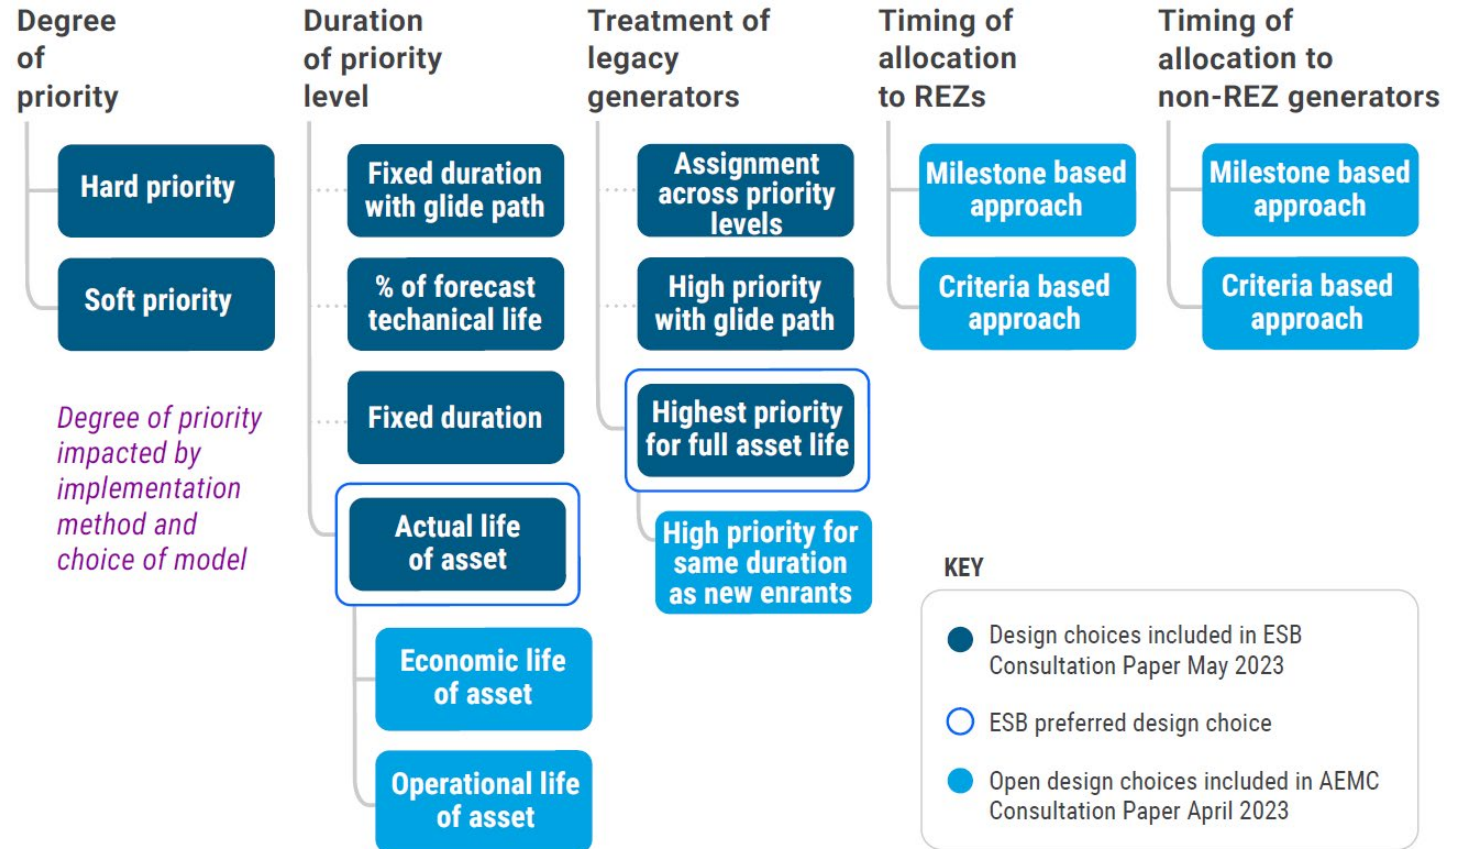 Degree
of
priority
Hard priority
Soft priority
Degree of priority
impacted by
implementation
method and
choice of model
Duration
of priority
level
Fixed duration
with glide path
% of forecast
techanical life
Fixed duration
Actual life
of asset
Economic life
of asset
Operational life
of asset
Treatment of
legacy
generators
Assignment
across priority
levels
High priority
with glide path
Highest priority
for full asset life
High priority for
same duration
as new enrants
Timing of
allocation
to REZs
Milestone based
approach
Criteria based
approach
Timing of
allocation to
non-REZ generators
Milestone based
approach
Criteria based
approach
KEY
Design choices included in ESB
Consultation Paper May 2023
ESB preferred design choice
Open design choices included in AEMC
Consultation Paper April 2023